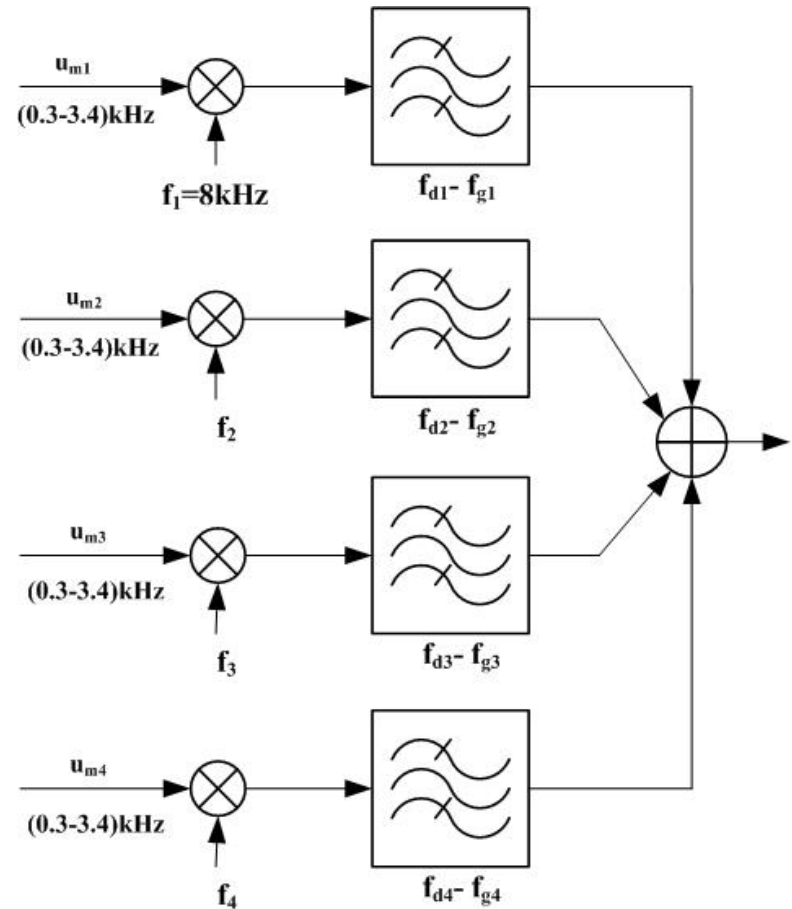 u_m1
(0.3-3.4)kHz
f_1=8kHz
f_d1- f_g1
u_m2
(0.3-3.4)kHz
f_2
f_d2- f_g2
u_m3
(0.3-3.4)kHz
f_3
f_d3- f_g3
u_m4
(0.3-3.4)kHz
f_4
f_d4- f_g4